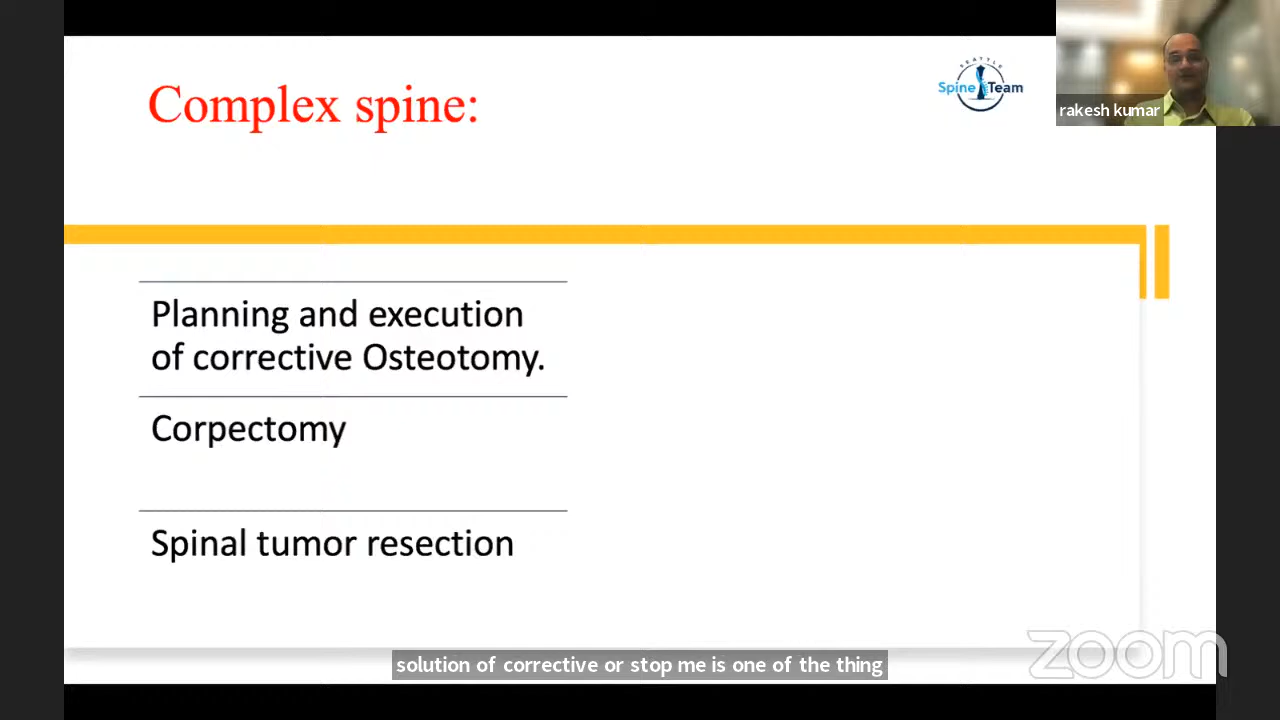 Complex spine:
SEATTLE
Spine Team
rakesh kumar
Planning and execution
of corrective Osteotomy.
Corpectomy
Spinal tumor resection
zoom
solution of corrective or stop me is one of the thing